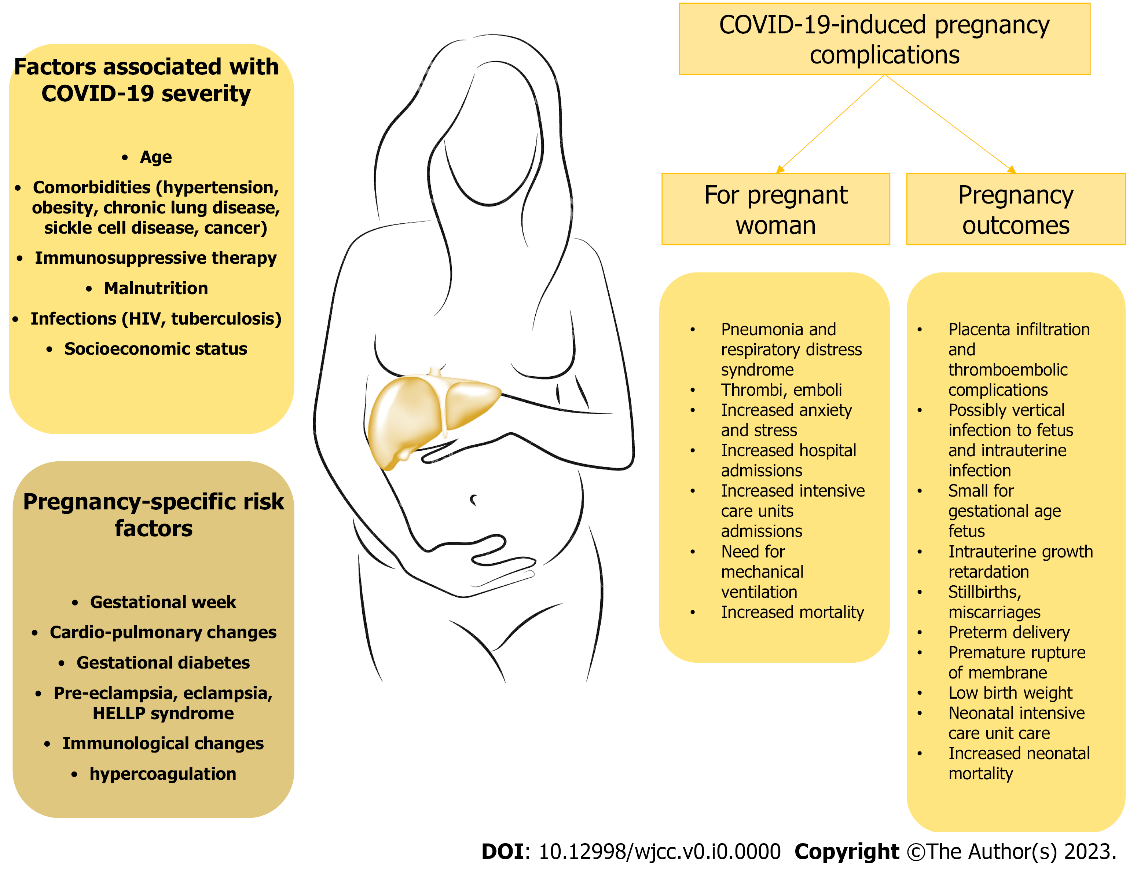 Factors associated with
COVID-19 severity
• Age
• Comorbidities (hypertension,
obesity, chronic lung disease,
sickle cell disease, cancer)
• Immunosuppressive therapy
• Malnutrition
• Infections (HIV, tuberculosis)
• Socioeconomic status
Pregnancy-specific risk
factors
• Gestational week
• Cardio-pulmonary changes
• Gestational diabetes
• Pre-eclampsia, eclampsia,
HELLP syndrome
• Immunological changes
• hypercoagulation
COVID-19-induced pregnancy
complications
For pregnant
woman
• Pneumonia and
respiratory distress
syndrome
• Thrombi, emboli
• Increased anxiety
and stress
• Increased hospital
admissions
• Increased intensive
care units
admissions
• Need for
mechanical
ventilation
• Increased mortality
Pregnancy
outcomes
• Placenta infiltration
and
thromboembolic
complications
• Possibly vertical
infection to fetus
and intrauterine
infection
• Small for
gestational age
fetus
• Intrauterine growth
retardation
• Stillbirths,
miscarriages
• Preterm delivery
• Premature rupture
of membrane
• Low birth weight
• Neonatal intensive
care unit care
• Increased neonatal
mortality
DOI: 10.12998/wjcc.v0.i0.0000 Copyright ©The Author(s) 2023.